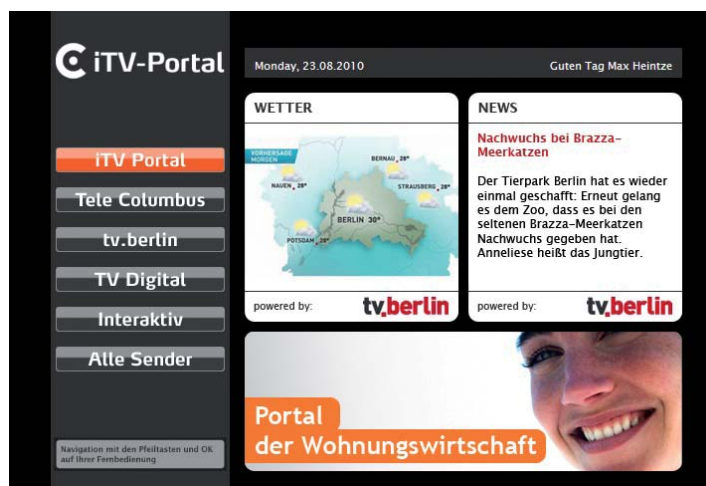 iTV-Portal
Monday, 23.08.2010
Guten Tag Max Heintze
iTV Portal
Tele Columbus
tv.berlin
TV Digital
Interaktiv
Alle Sender
Navigation mit den Pfeiltasten und OK
auf Ihrer Fernbedienung
WETTER
VORHERSAGE
MORGEN
BERNAU, 28°
NAUEN, 28°
STRAUSBERG, 28°
BERLIN 30°
POTSDAM, 28°
powered by:
tv.berlin
NEWS
Nachwuchs bei Brazza-
Meerkatzen
Der Tierpark Berlin hat es wieder
einmal geschafft: Erneut gelang
es dem Zoo, dass es bei den
seltenen Brazza-Meerkatzen
Nachwuchs gegeben hat.
Anneliese heißt das Jungtier.
powered by:
tv.berlin
Portal
der Wohnungswirtschaft